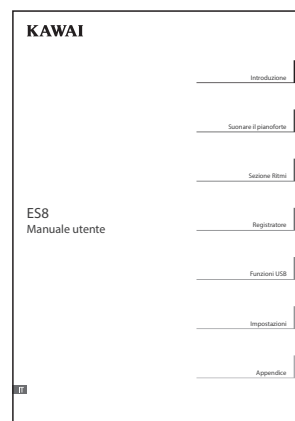 KAWAI
Introduzione
Suonare il pianoforte
Sezione Ritmi
ES8
Manuale utente
Registratore
Funzioni USB
Impostazioni
Appendice
IT